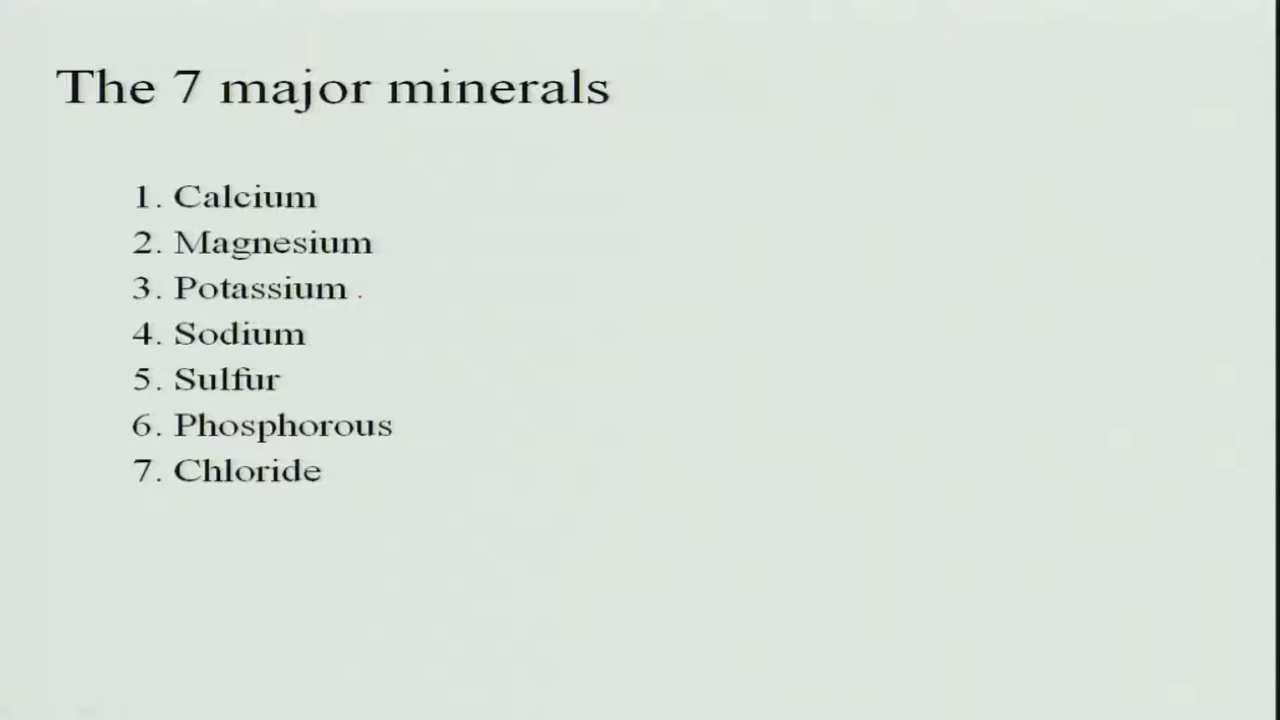 The 7 major minerals
1. Calcium
2. Magnesium
3. Potassium
4. Sodium
5. Sulfur
6. Phosphorous
7. Chloride